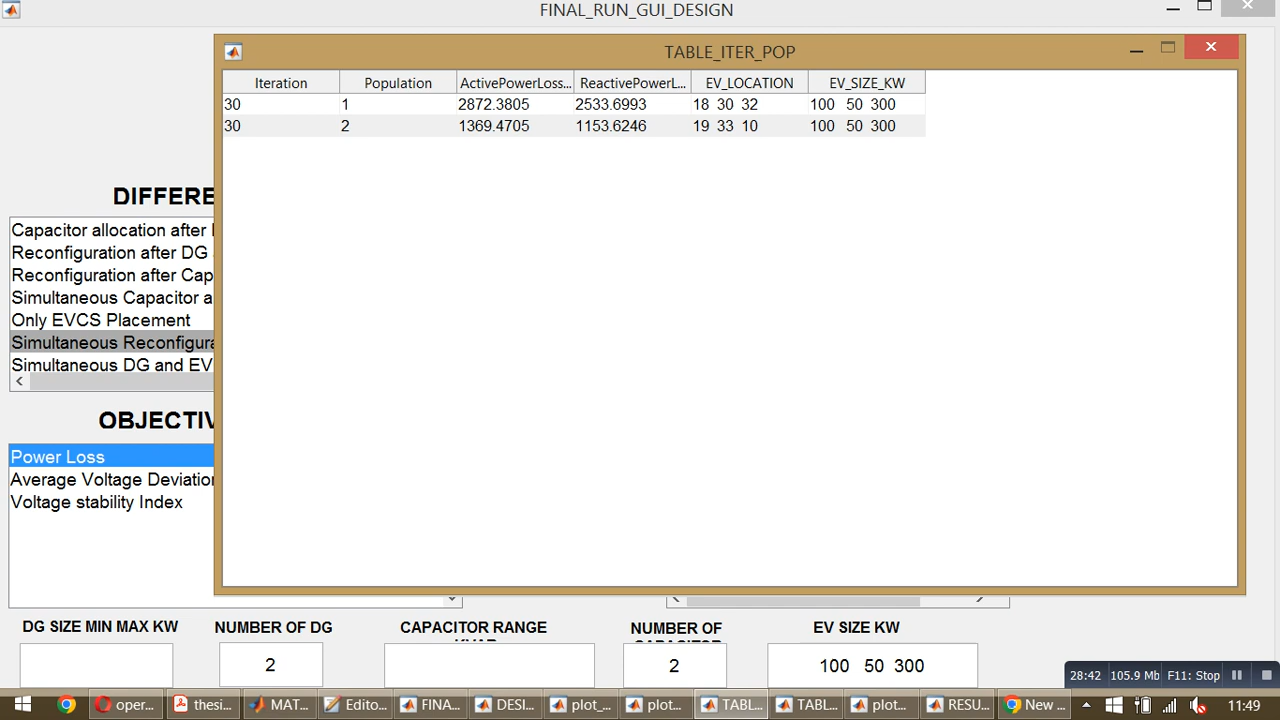 FINAL_RUN_GUI_DESIGN
TABLE_ITER_POP
Iteration Population ActivePowerLoss... ReactivePowerL... EV_LOCATION EV_SIZE_KW
30 1 2872.3805 2533.6993 18 30 32 100 50 300
30 2 1369.4705 1153.6246 19 33 10 100 50 300
DIFFERE
Capacitor allocation after
Reconfiguration after DG
Reconfiguration after Cap
Simultaneous Capacitor a
Only EVCS Placement
Simultaneous Reconfigura
Simultaneous DG and EV
OBJECTIV
Power Loss
Average Voltage Deviation
Voltage stability Index
DG SIZE MIN MAX KW NUMBER OF DG CAPACITOR RANGE NUMBER OF EV SIZE KW
KVAR CAPACITOR
2 2 100 50 300
28:42 105.9 Mb F11: Stop
oper... thesi... MAT... Edito... FINA... DESI... plot_... plot... TABL... TABL... plot... RESU... New ... 11:49